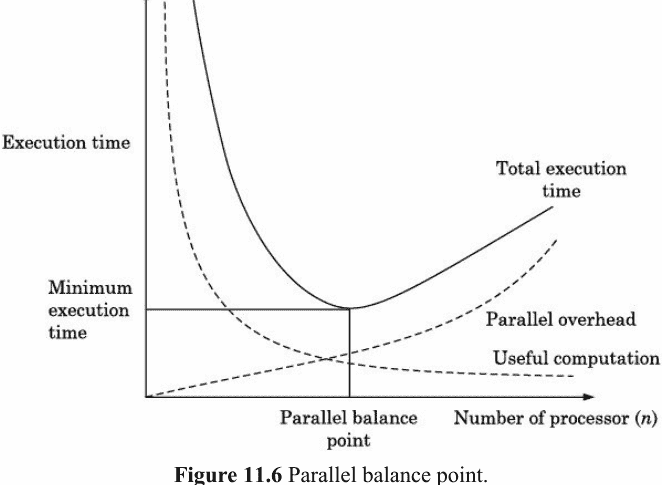 Execution time
Total execution
time
Minimum
execution
time
Parallel overhead
Useful computation
Parallel balance
point
Number of processor (n)
Figure 11.6 Parallel balance point.